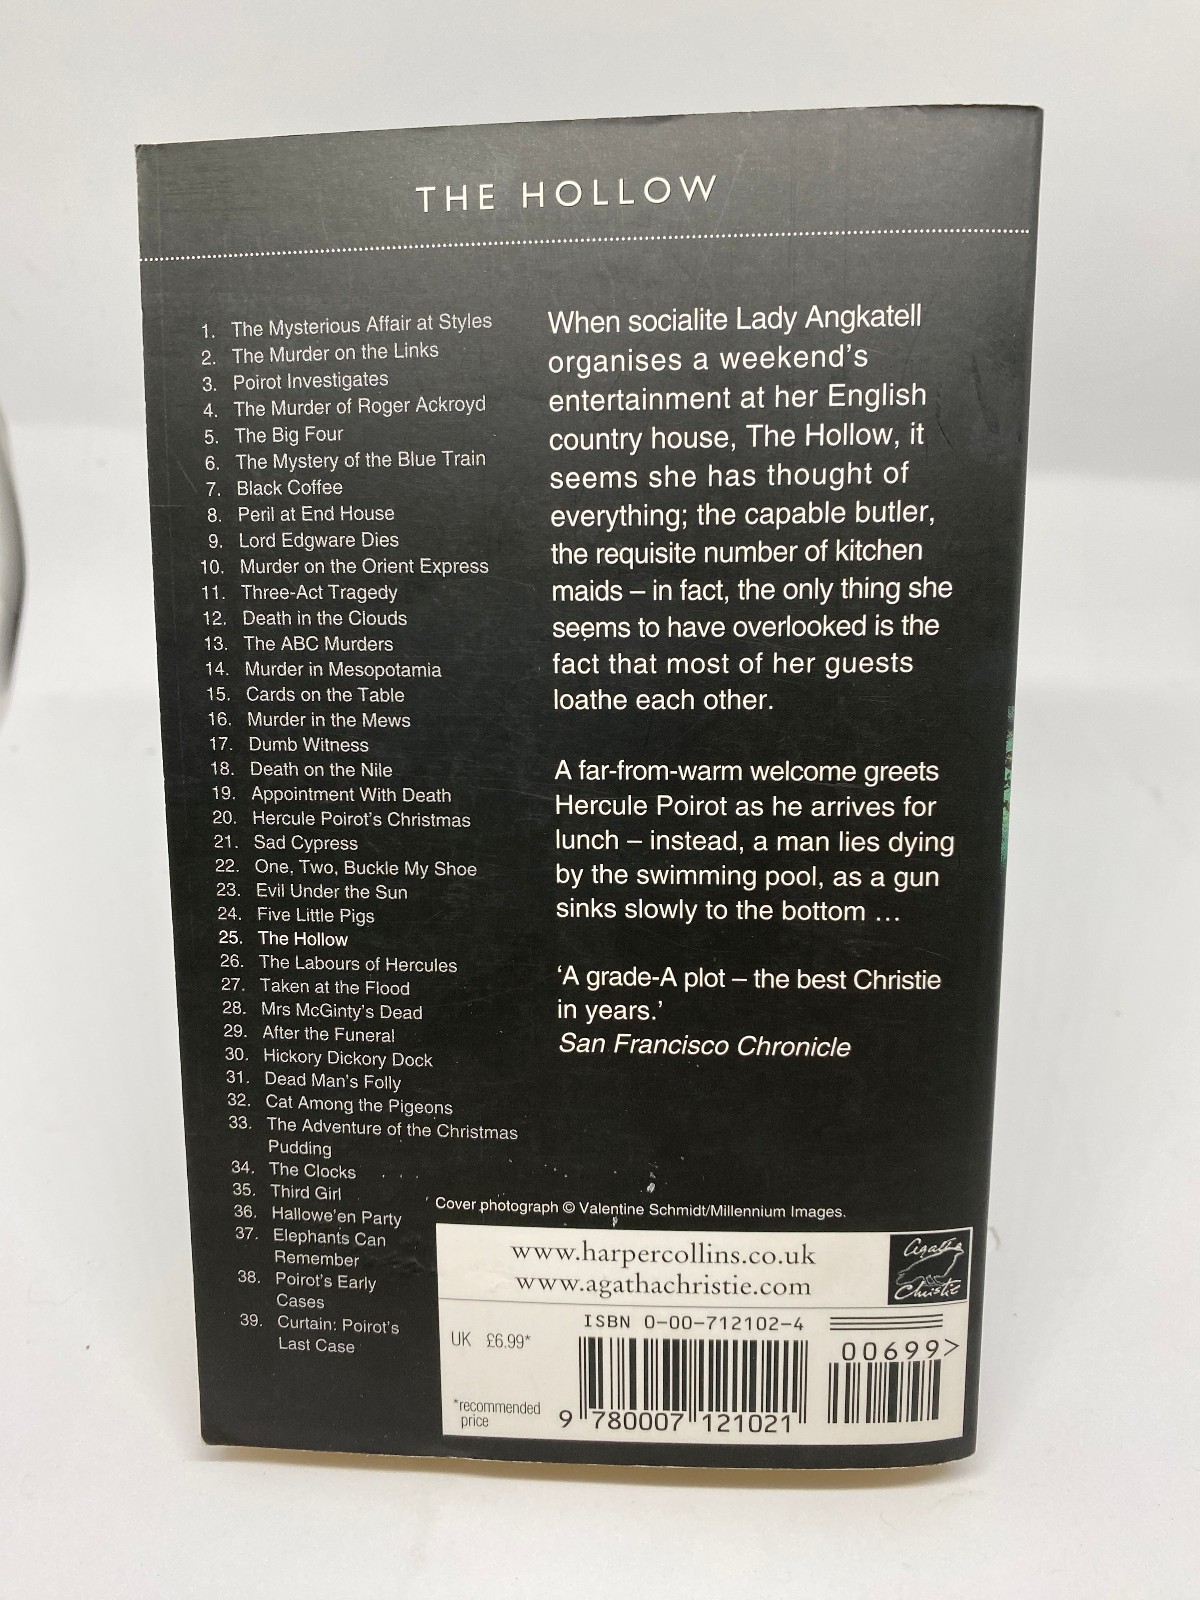 THE HOLLOW
1. The Mysterious Affair at Styles
2. The Murder on the Links
3. Poirot Investigates
4. The Murder of Roger Ackroyd
5. The Big Four
6. The Mystery of the Blue Train
7. Black Coffee
8. Peril at End House
9. Lord Edgware Dies
10. Murder on the Orient Express
11. Three-Act Tragedy
12. Death in the Clouds
13. The ABC Murders
14. Murder in Mesopotamia
15. Cards on the Table
16. Murder in the Mews
17. Dumb Witness
18. Death on the Nile
19. Appointment With Death
20. Hercule Poirot's Christmas
21. Sad Cypress
22. One, Two, Buckle My Shoe
23. Evil Under the Sun
24. Five Little Pigs
25. The Hollow
26. The Labours of Hercules
27. Taken at the Flood
28. Mrs McGinty's Dead
29. After the Funeral
30. Hickory Dickory Dock
31. Dead Man's Folly
32. Cat Among the Pigeons
33. The Adventure of the Christmas
Pudding
34. The Clocks
35. Third Girl
36. Hallowe'en Party
37. Elephants Can
Remember
38. Poirot's Early
Cases
39. Curtain: Poirot's
Last Case
When socialite Lady Angkatell
organises a weekend's
entertainment at her English
country house, The Hollow, it
seems she has thought of
everything; the capable butler,
the requisite number of kitchen
maids – in fact, the only thing she
seems to have overlooked is the
fact that most of her guests
loathe each other.
A far-from-warm welcome greets
Hercule Poirot as he arrives for
lunch – instead, a man lies dying
by the swimming pool, as a gun
sinks slowly to the bottom ...
'A grade-A plot – the best Christie
in years.'
San Francisco Chronicle
Cover photograph © Valentine Schmidt/Millennium Images.
www.harpercollins.co.uk
www.agathachristie.com
Agatha
Christie
ISBN 0-00-712102-4
UK £6.99*
*recommended
price
00699>
9 780007 121021